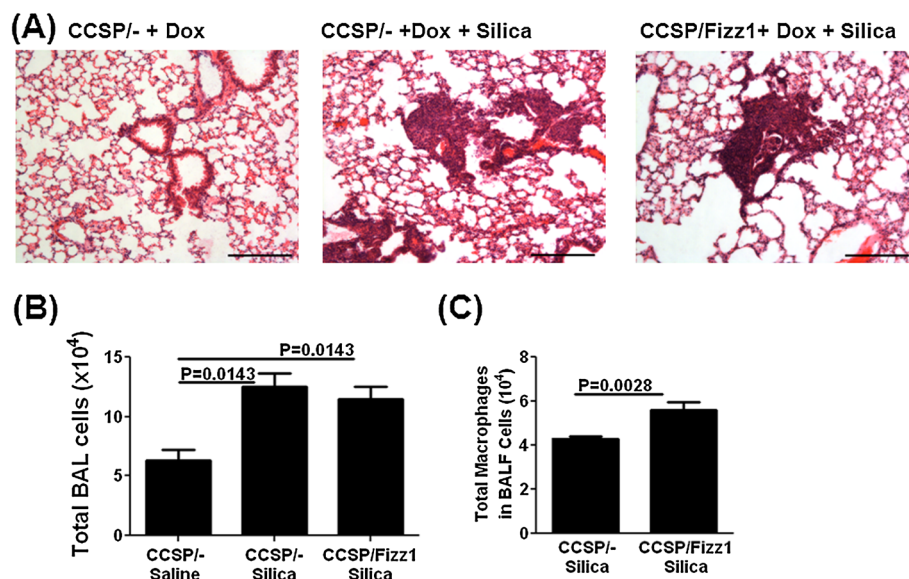 (A) CCSP/- + Dox CCSP/- +Dox + Silica CCSP/Fizz1+ Dox + Silica
(B)
Total BAL cells (x10⁴)
15
10
5
0
P=0.0143
P=0.0143
CCSP/-
Saline
CCSP/-
Silica
CCSP/Fizz1
Silica
(C)
Total Macrophages
in BALF Cells (10⁴)
8
6
4
2
0
P=0.0028
CCSP/-
Silica
CCSP/Fizz1
Silica